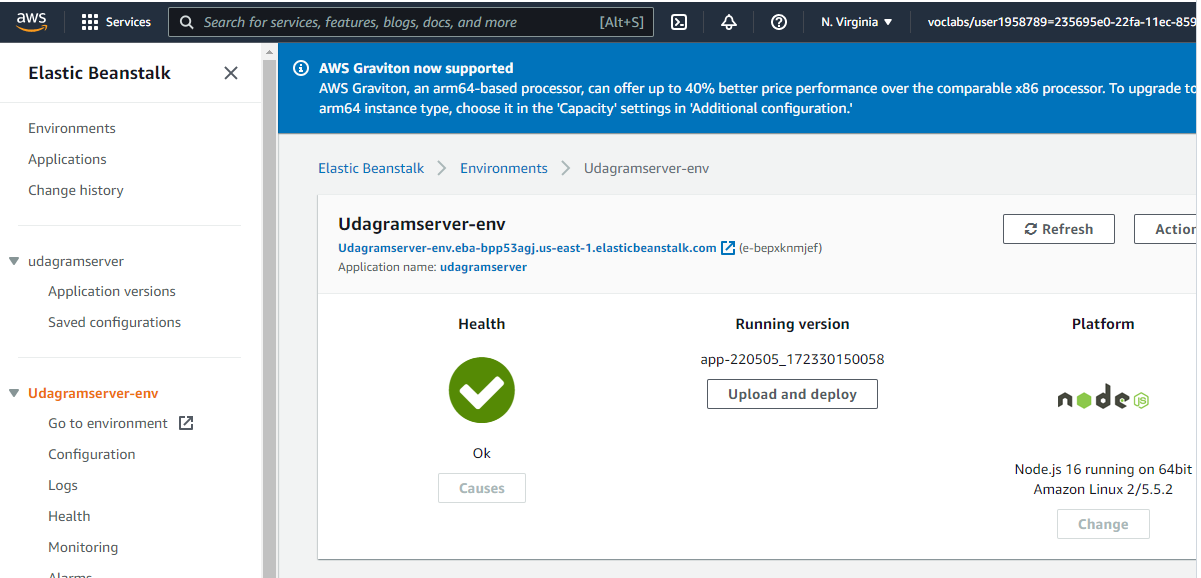 aws
Services
Search for services, features, blogs, docs, and more [Alt+S]
N. Virginia
voclabs/user1958789=235695e0-22fa-11ec-859
Elastic Beanstalk
Environments
Applications
Change history
udagramserver
Application versions
Saved configurations
Udagramserver-env
Go to environment
Configuration
Logs
Health
Monitoring
Alarms
AWS Graviton now supported
AWS Graviton, an arm64-based processor, can offer up to 40% better price performance over the comparable x86 processor. To upgrade to
arm64 instance type, choose it in the 'Capacity' settings in 'Additional configuration.'
Elastic Beanstalk > Environments > Udagramserver-env
Udagramserver-env
Udagramserver-env.eba-bpp53agj.us-east-1.elasticbeanstalk.com (e-bepxknmjef)
Application name: udagramserver
Refresh
Action
Health
Ok
Causes
Running version
app-220505_172330150058
Upload and deploy
Platform
node JS
Node.js 16 running on 64bit
Amazon Linux 2/5.5.2
Change